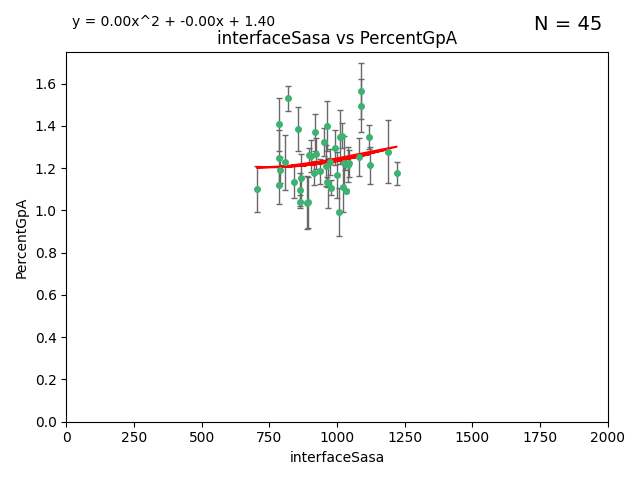 y = 0.00x^2 + -0.00x + 1.40
N = 45
interfaceSasa vs PercentGpA
PercentGpA
1.6
1.4
1.2
1.0
0.8
0.6
0.4
0.2
0.0
0 250 500 750 1000 1250 1500 1750 2000
interfaceSasa